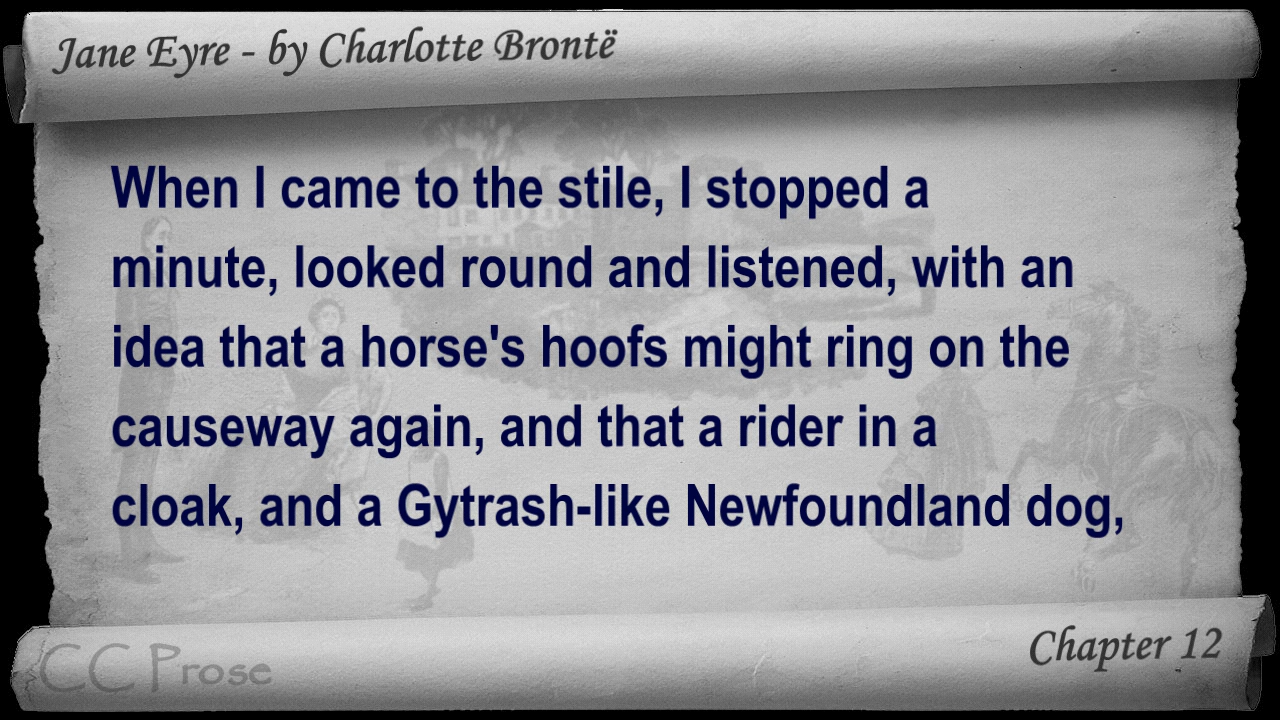 Jane Eyre - by Charlotte Brontë
When I came to the stile, I stopped a
minute, looked round and listened, with an
idea that a horse's hoofs might ring on the
causeway again, and that a rider in a
cloak, and a Gytrash-like Newfoundland dog,
Chapter 12
CC Prose